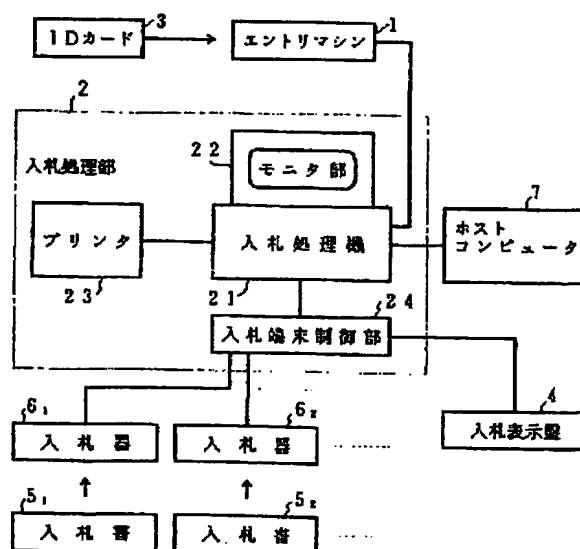 3
IDカード
1
エントリマシン
2
入札処理部
22
モニタ部
プリンタ
23
入札処理機
21
7
ホスト
コンピュータ
24
入札端末制御部
6₁
入札器
6₂
入札器
4
入札表示盤
5₁
入札書
5₂
入札書